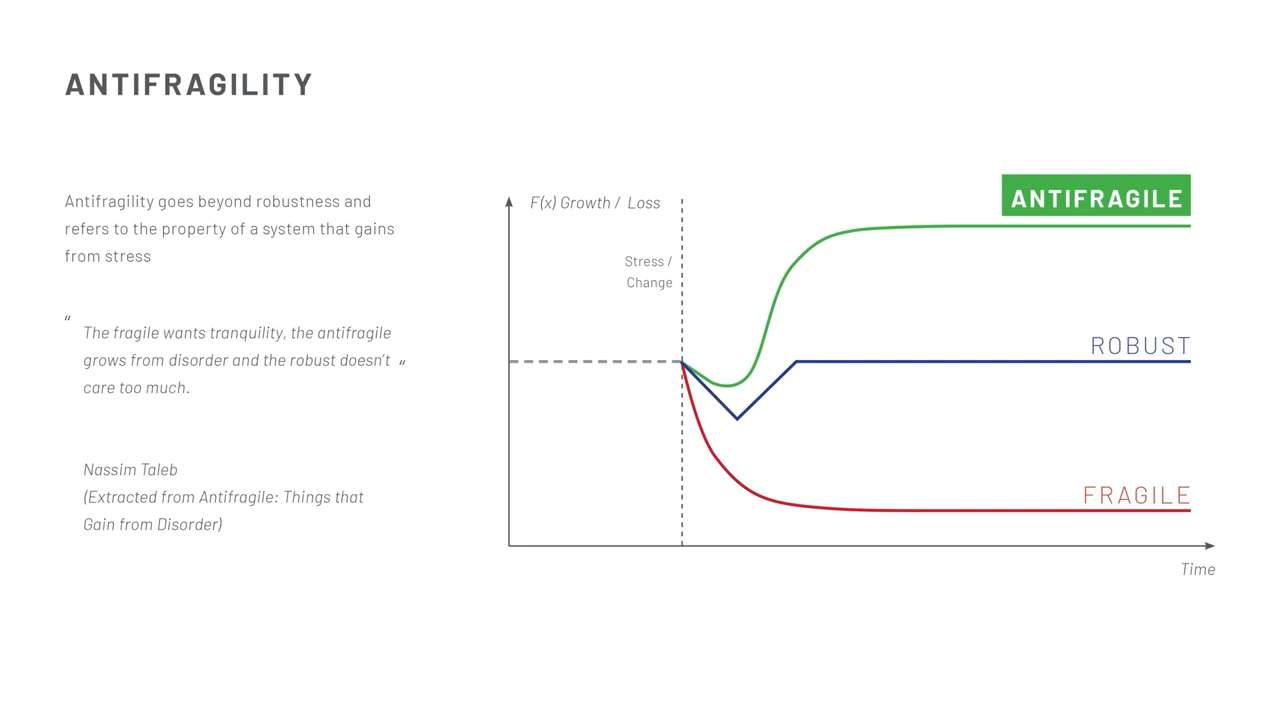 ANTIFRAGILITY
Antifragility goes beyond robustness and
refers to the property of a system that gains
from stress
“
The fragile wants tranquility, the antifragile
grows from disorder and the robust doesn’t “
care too much.
Nassim Taleb
(Extracted from Antifragile: Things that
Gain from Disorder)
F(x) Growth / Loss
Stress /
Change
ANTIFRAGILE
ROBUST
FRAGILE
Time